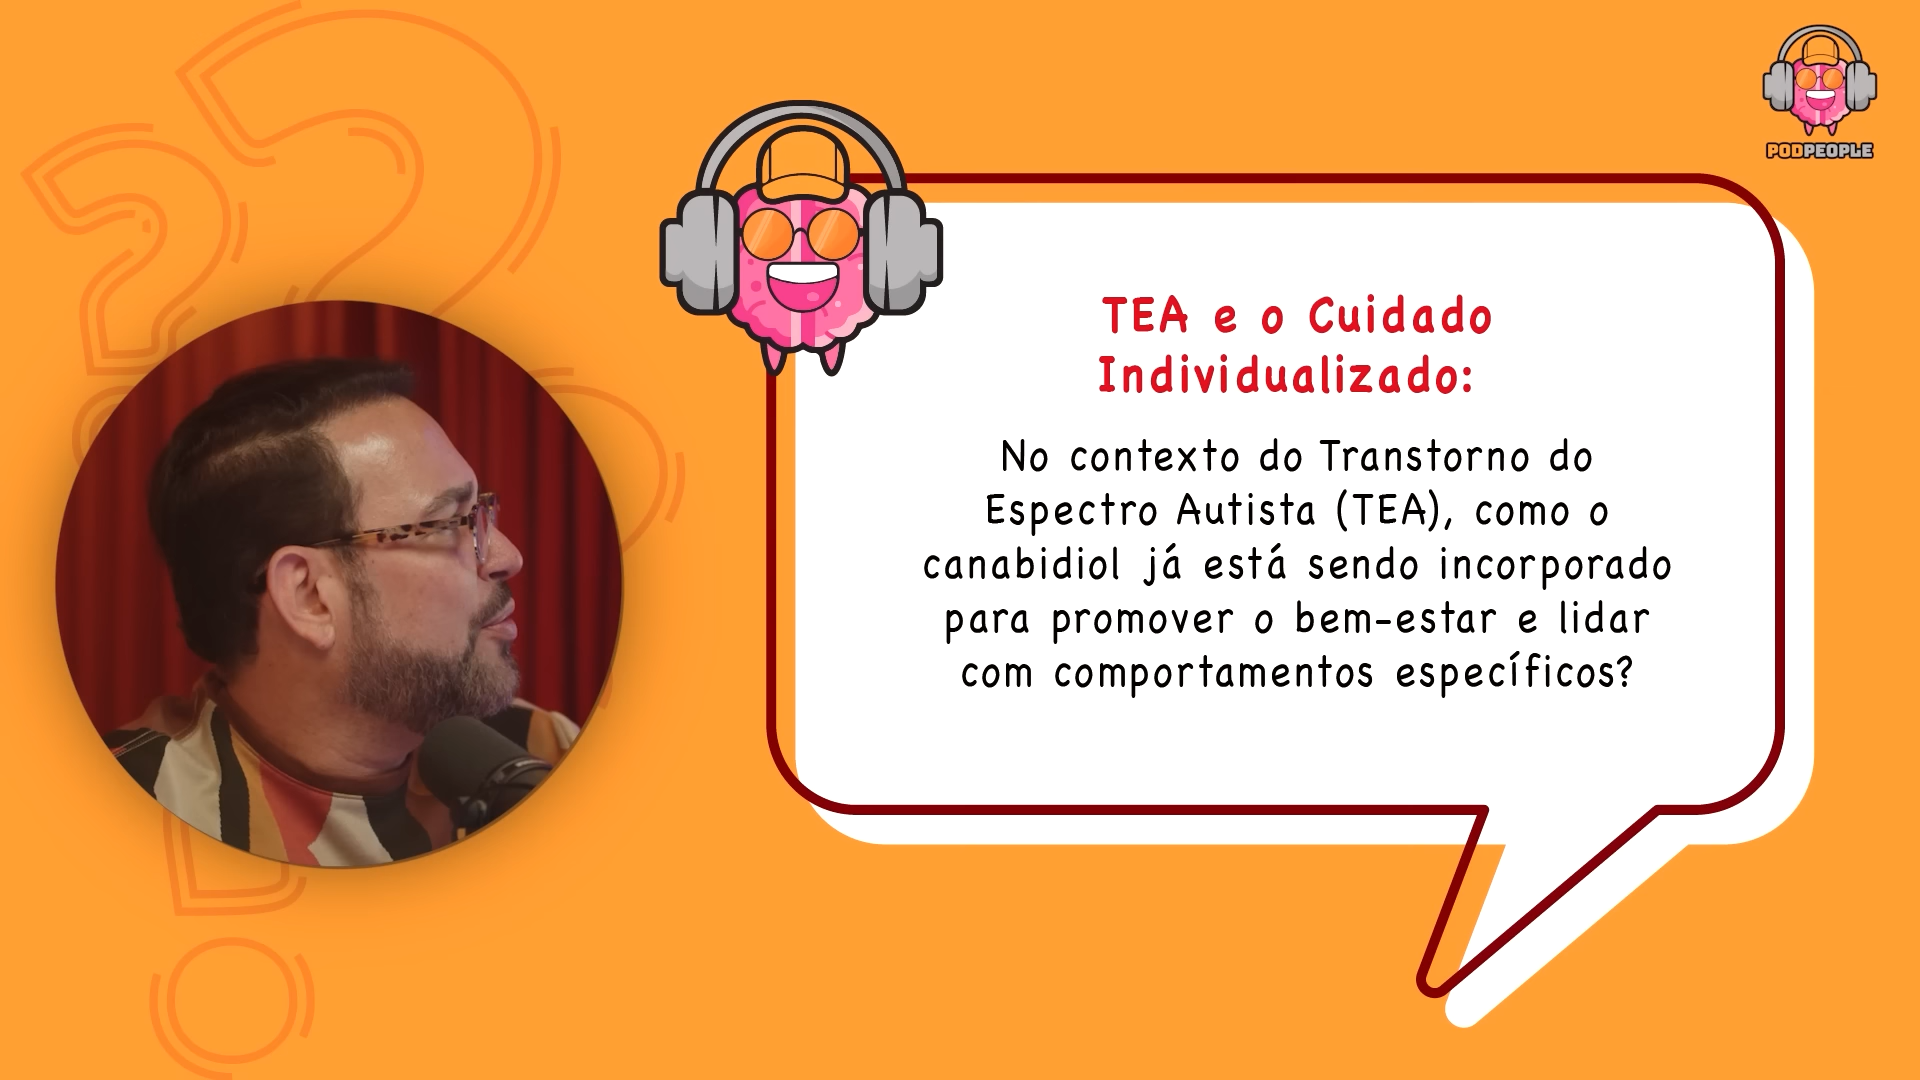 PODPEOPLE
TEA e o Cuidado
Individualizado:
No contexto do Transtorno do
Espectro Autista (TEA), como o
canabidiol já está sendo incorporado
para promover o bem-estar e lidar
com comportamentos específicos?